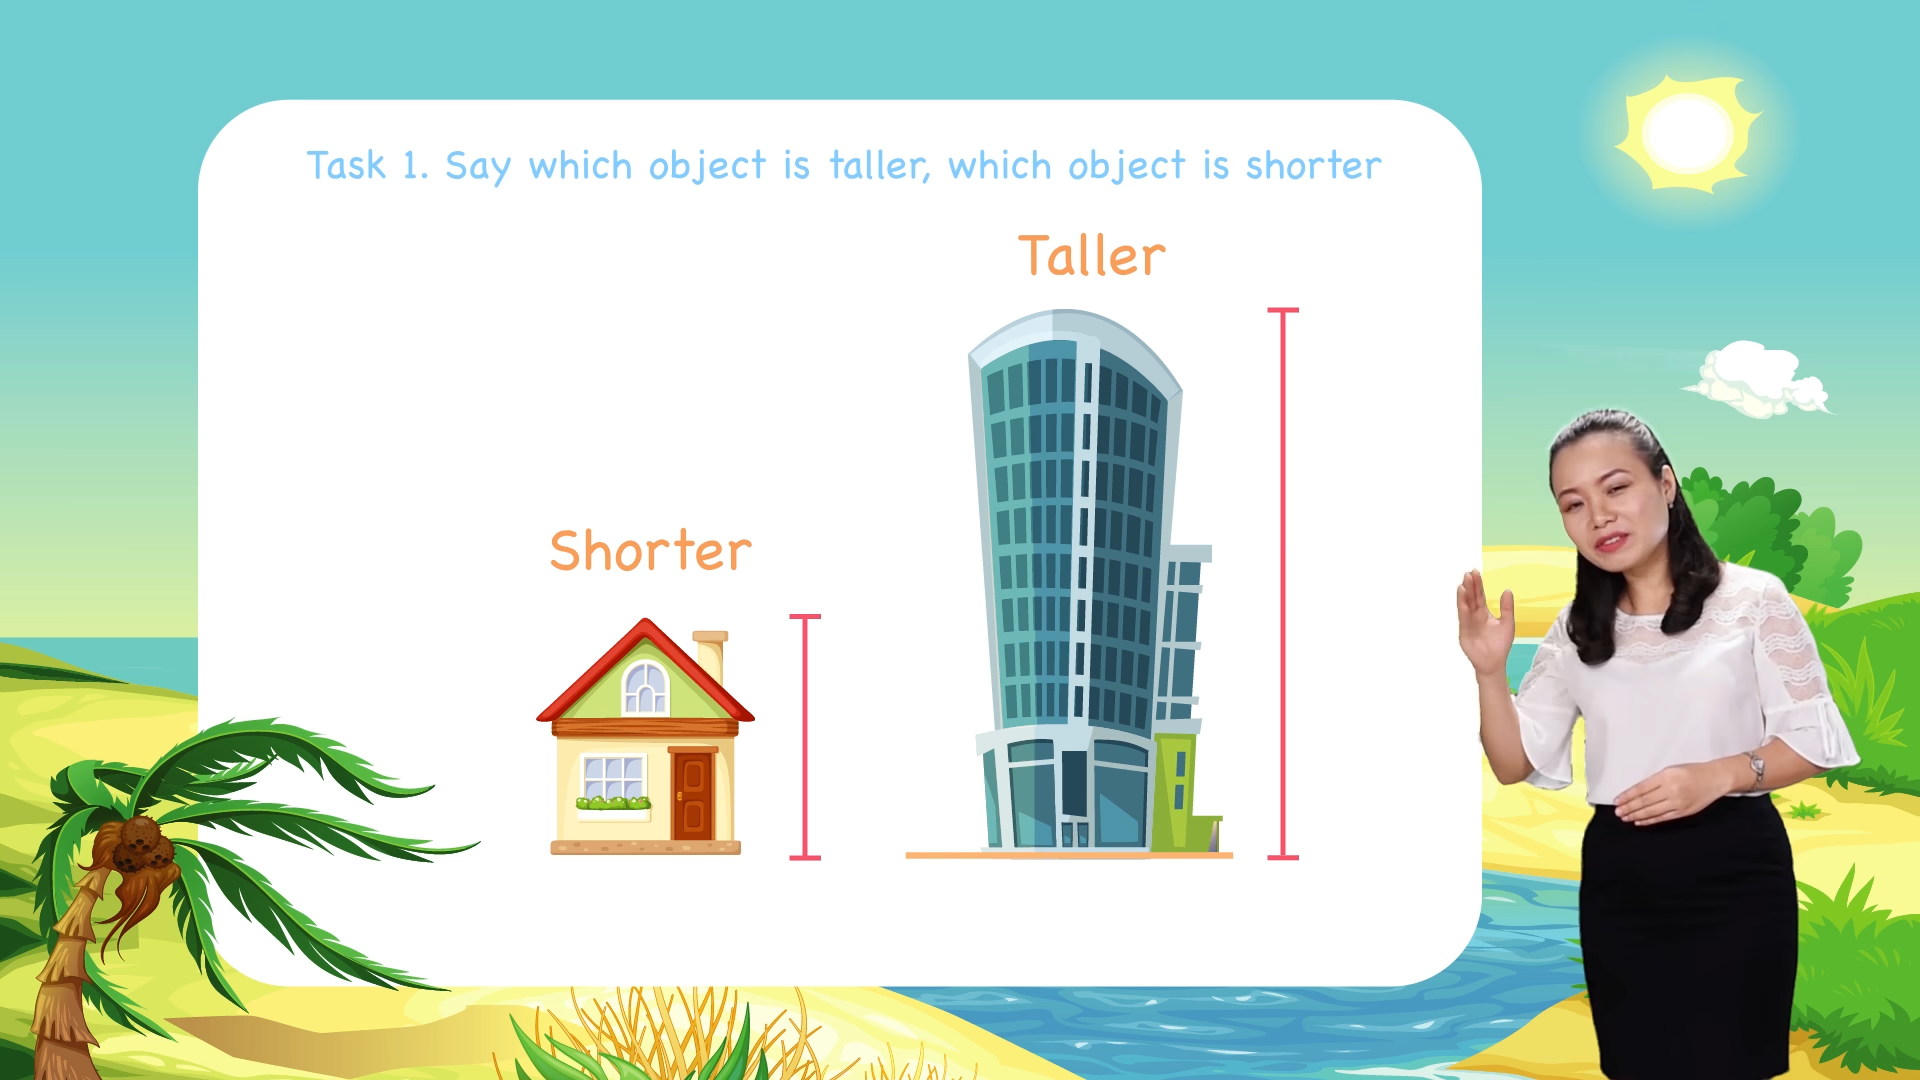 Task 1. Say which object is taller, which object is shorter
Taller
Shorter